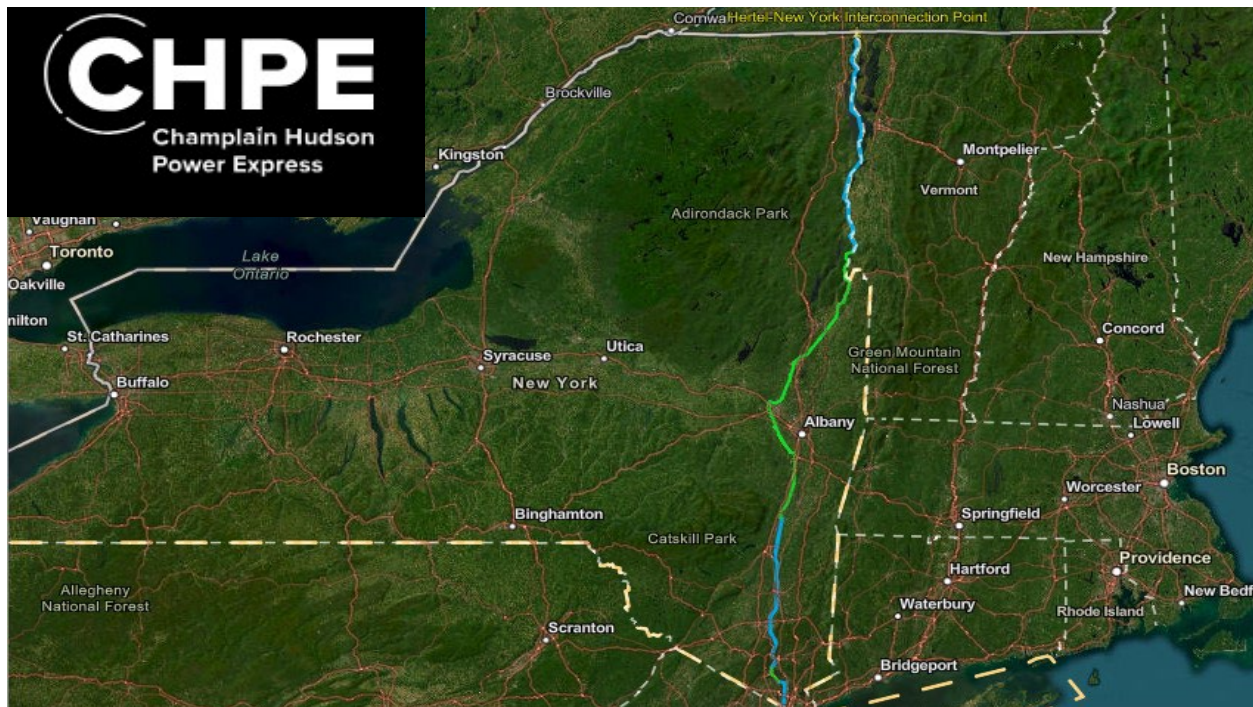 CHPE
Champlain Hudson
Power Express
Hertel-New York Interconnection Point
Brockville
Kingston
Montpelier
Vermont
Adirondack Park
Vaughan
Toronto
Lake
Ontario
Oakville
New Hampshire
St. Catharines
Rochester
Syracuse
Utica
Concord
Green Mountain
National Forest
New York
Buffalo
Nashua
Lowell
Albany
Boston
Worcester
Binghamton
Springfield
Catskill Park
Providence
Hartford
Allegheny
National Forest
Waterbury
Rhode Island
Scranton
Bridgeport